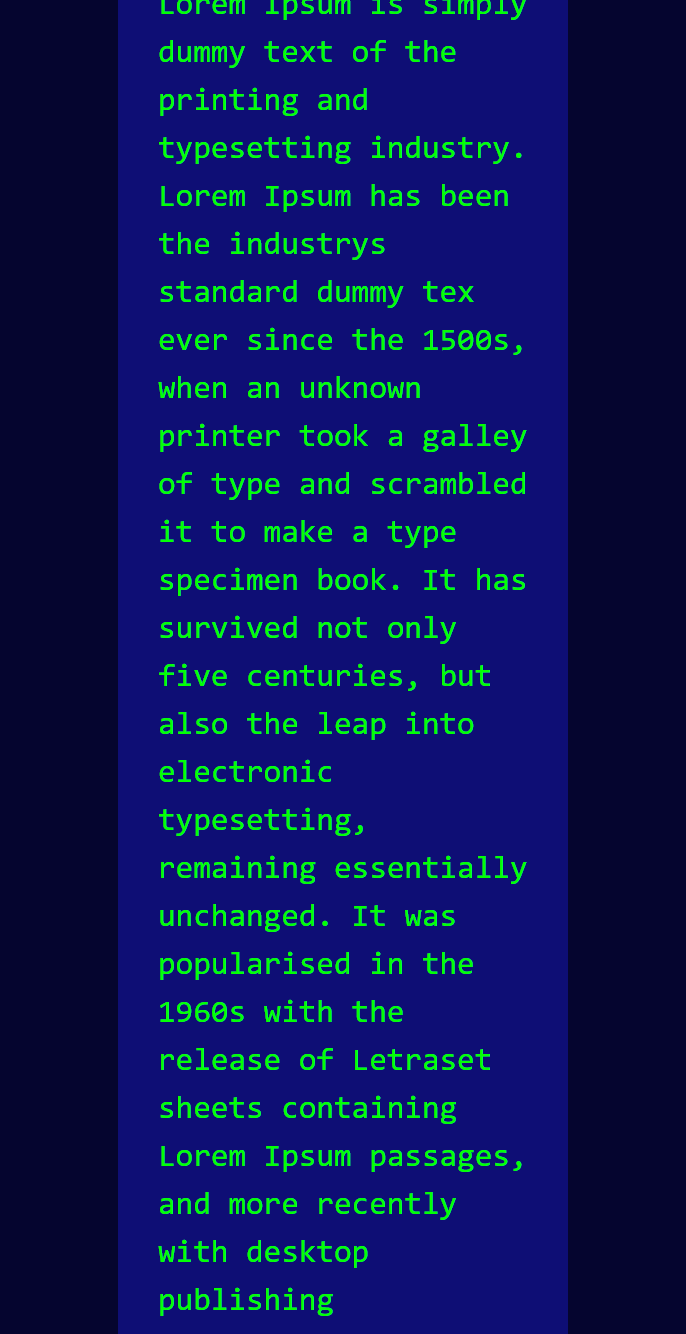 Lorem Ipsum is simply
dummy text of the
printing and
typesetting industry.
Lorem Ipsum has been
the industrys
standard dummy tex
ever since the 1500s,
when an unknown
printer took a galley
of type and scrambled
it to make a type
specimen book. It has
survived not only
five centuries, but
also the leap into
electronic
typesetting,
remaining essentially
unchanged. It was
popularised in the
1960s with the
release of Letraset
sheets containing
Lorem Ipsum passages,
and more recently
with desktop
publishing